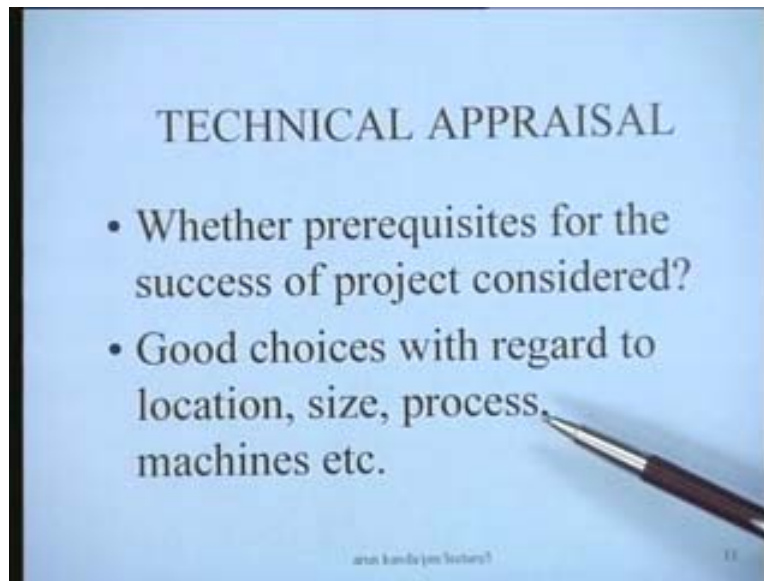 TECHNICAL APPRAISAL
• Whether prerequisites for the
success of project considered?
• Good choices with regard to
location, size, process,
machines etc.
11